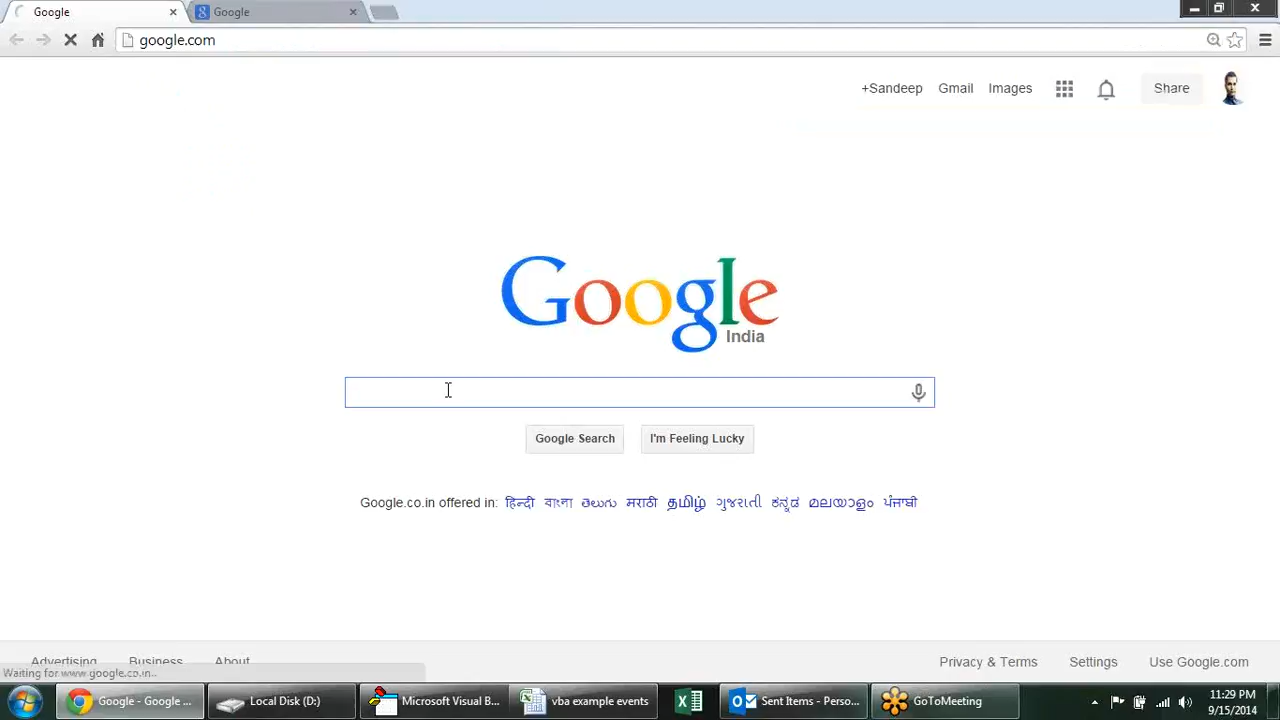 Google
Google
google.com
+Sandeep Gmail Images Share
Google
India
Google Search I'm Feeling Lucky
Google.co.in offered in: हिन्दी বাংলা తెలుగు मराठी தமிழ் ગુજરાતી ಕನ್ನಡ മലയാളം ਪੰਜਾਬੀ
Advertising Business About Privacy & Terms Settings Use Google.com
Waiting for www.google.co.in...
Google - Google ... Local Disk (D:) Microsoft Visual B... vba example events Sent Items - Perso... GoToMeeting
11:29 PM
9/15/2014